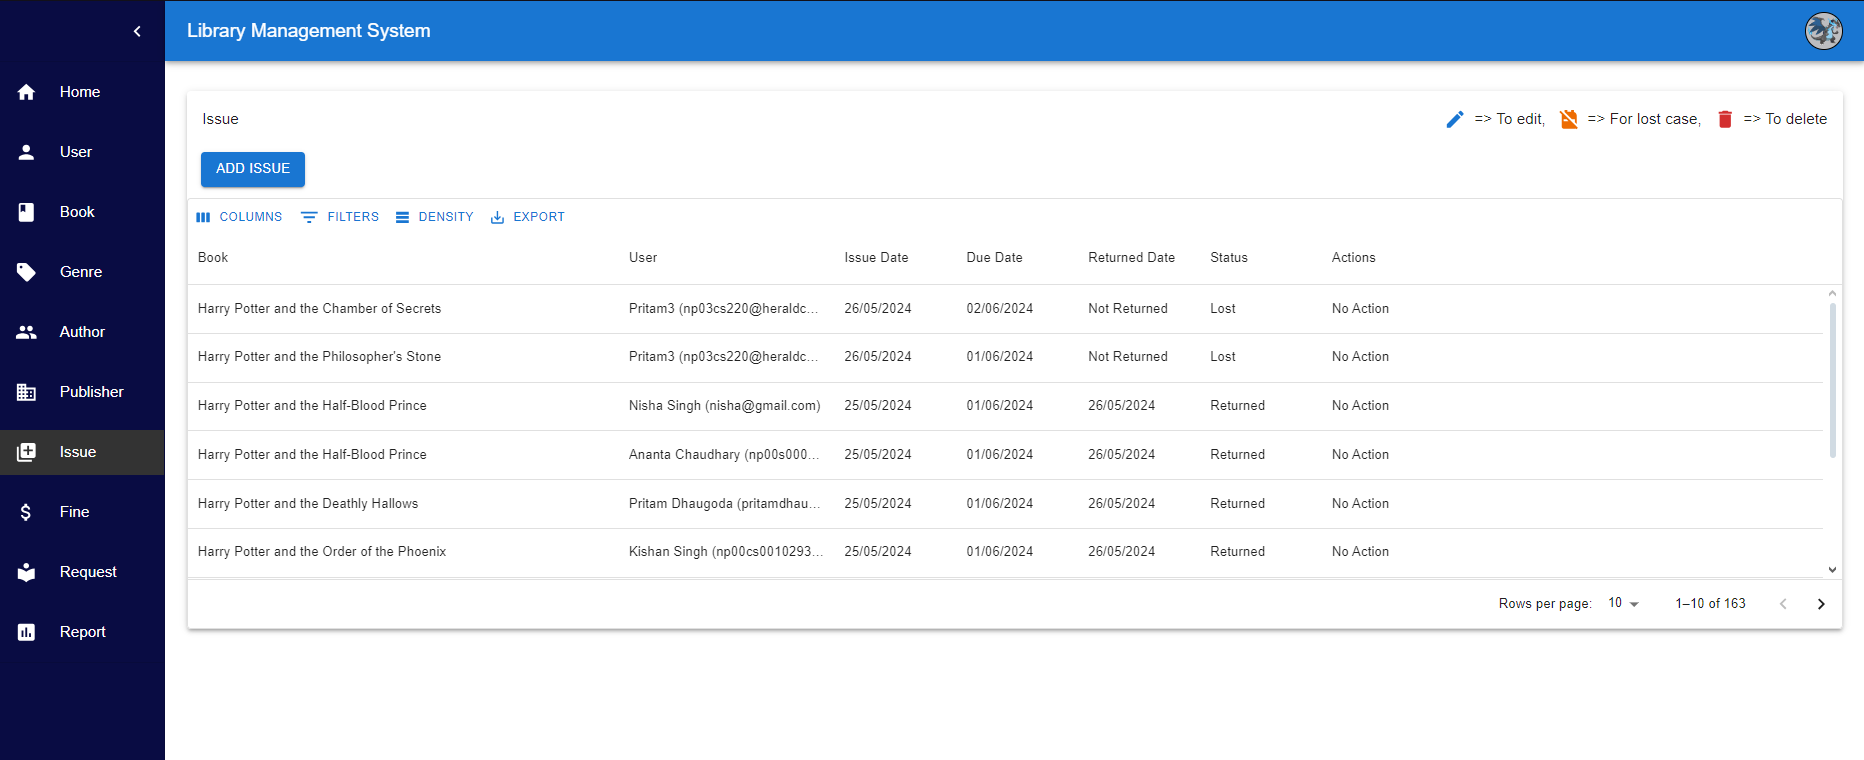 Library Management System
Home
User
Book
Genre
Author
Publisher
Issue
Fine
Request
Report
Issue
=> To edit, => For lost case, => To delete
ADD ISSUE
COLUMNS FILTERS DENSITY EXPORT
Book User Issue Date Due Date Returned Date Status Actions
Harry Potter and the Chamber of Secrets Pritam3 (np03cs220@heraldc... 26/05/2024 02/06/2024 Not Returned Lost No Action
Harry Potter and the Philosopher's Stone Pritam3 (np03cs220@heraldc... 26/05/2024 01/06/2024 Not Returned Lost No Action
Harry Potter and the Half-Blood Prince Nisha Singh (nisha@gmail.com) 25/05/2024 01/06/2024 26/05/2024 Returned No Action
Harry Potter and the Half-Blood Prince Ananta Chaudhary (np00s000... 25/05/2024 01/06/2024 26/05/2024 Returned No Action
Harry Potter and the Deathly Hallows Pritam Dhaugoda (pritamdhau... 25/05/2024 01/06/2024 26/05/2024 Returned No Action
Harry Potter and the Order of the Phoenix Kishan Singh (np00cs0010293... 25/05/2024 01/06/2024 26/05/2024 Returned No Action
Rows per page: 10 1–10 of 163